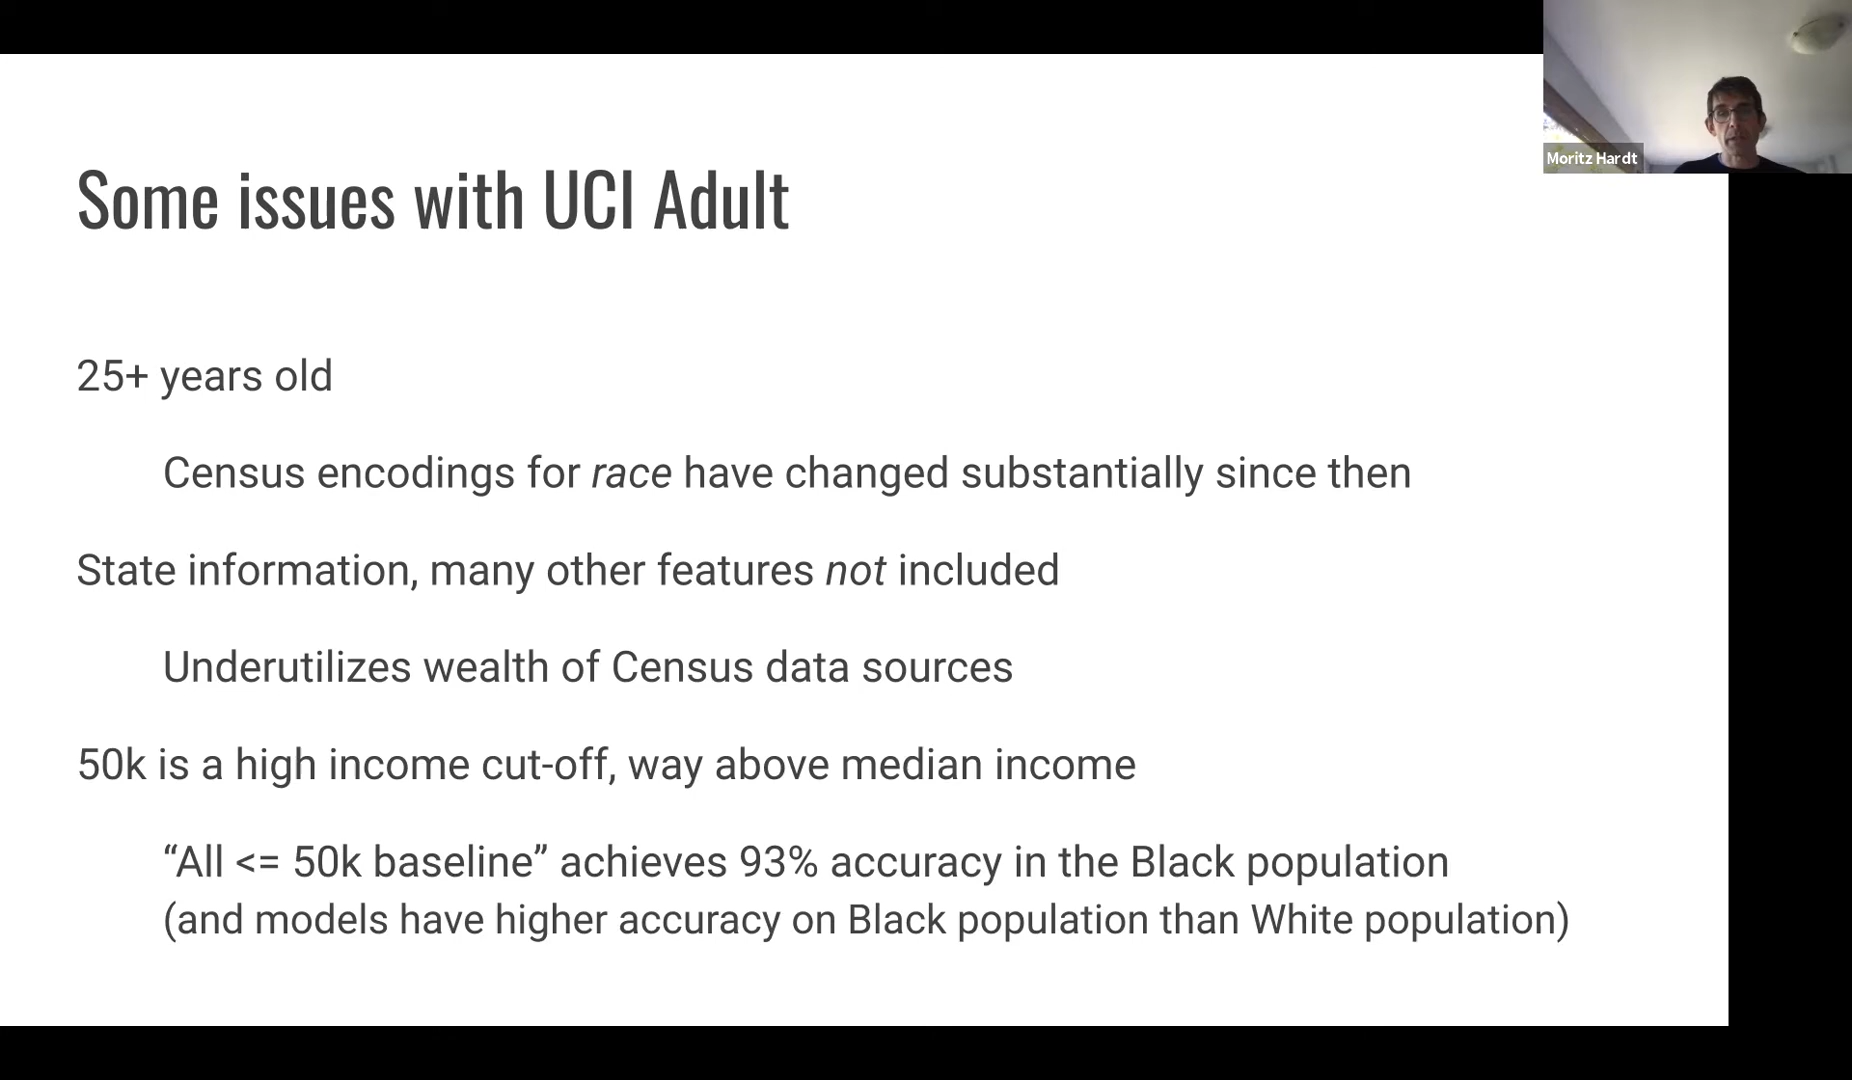 Moritz Hardt
Some issues with UCI Adult
25+ years old
Census encodings for race have changed substantially since then
State information, many other features not included
Underutilizes wealth of Census data sources
50k is a high income cut-off, way above median income
“All <= 50k baseline” achieves 93% accuracy in the Black population
(and models have higher accuracy on Black population than White population)